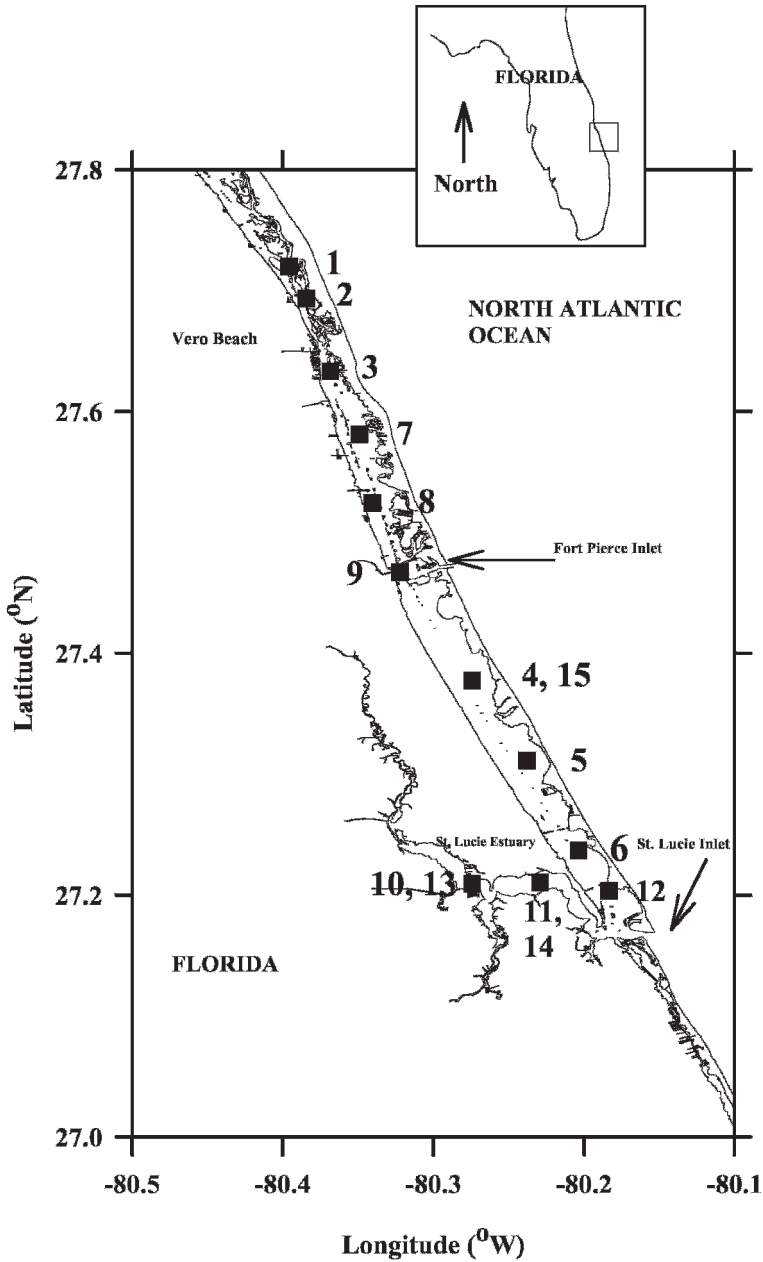 FLORIDA
North
27.8
1
2
NORTH ATLANTIC
OCEAN
Vero Beach
3
27.6
7
8
Fort Pierce Inlet
9
27.4
4, 15
5
St. Lucie Estuary
6
St. Lucie Inlet
10, 13
12
27.2
11,
14
FLORIDA
27.0
-80.5
-80.4
-80.3
-80.2
-80.1
Latitude (ºN)
Longitude (ºW)